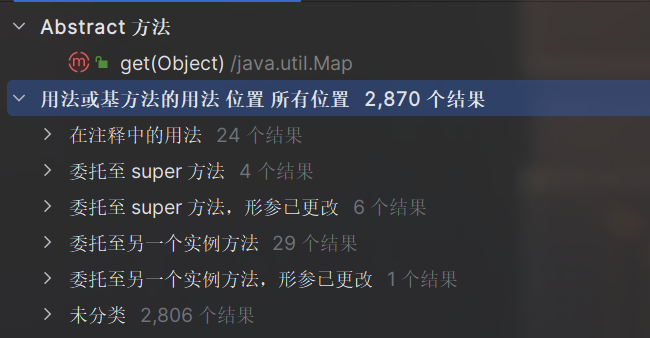 Abstract 方法
get(Object) /java.util.Map
用法或基方法的用法 位置 所有位置 2,870 个结果
在注释中的用法 24 个结果
委托至 super 方法 4 个结果
委托至 super 方法，形参已更改 6 个结果
委托至另一个实例方法 29 个结果
委托至另一个实例方法，形参已更改 1 个结果
未分类 2,806 个结果